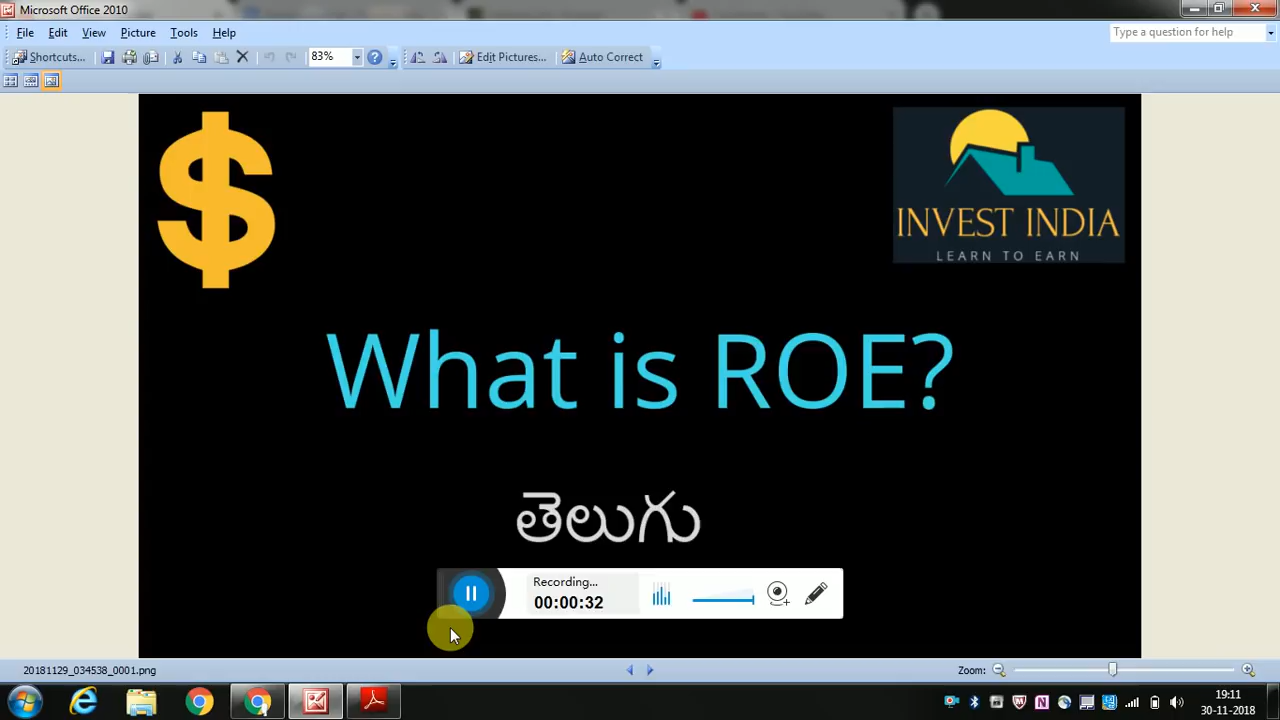 Microsoft Office 2010
File Edit View Picture Tools Help
Type a question for help
Shortcuts...
83%
Edit Pictures...
Auto Correct
$
INVEST INDIA
LEARN TO EARN
What is ROE?
తెలుగు
Recording...
00:00:32
20181129_034538_0001.png
Zoom:
19:11
30-11-2018